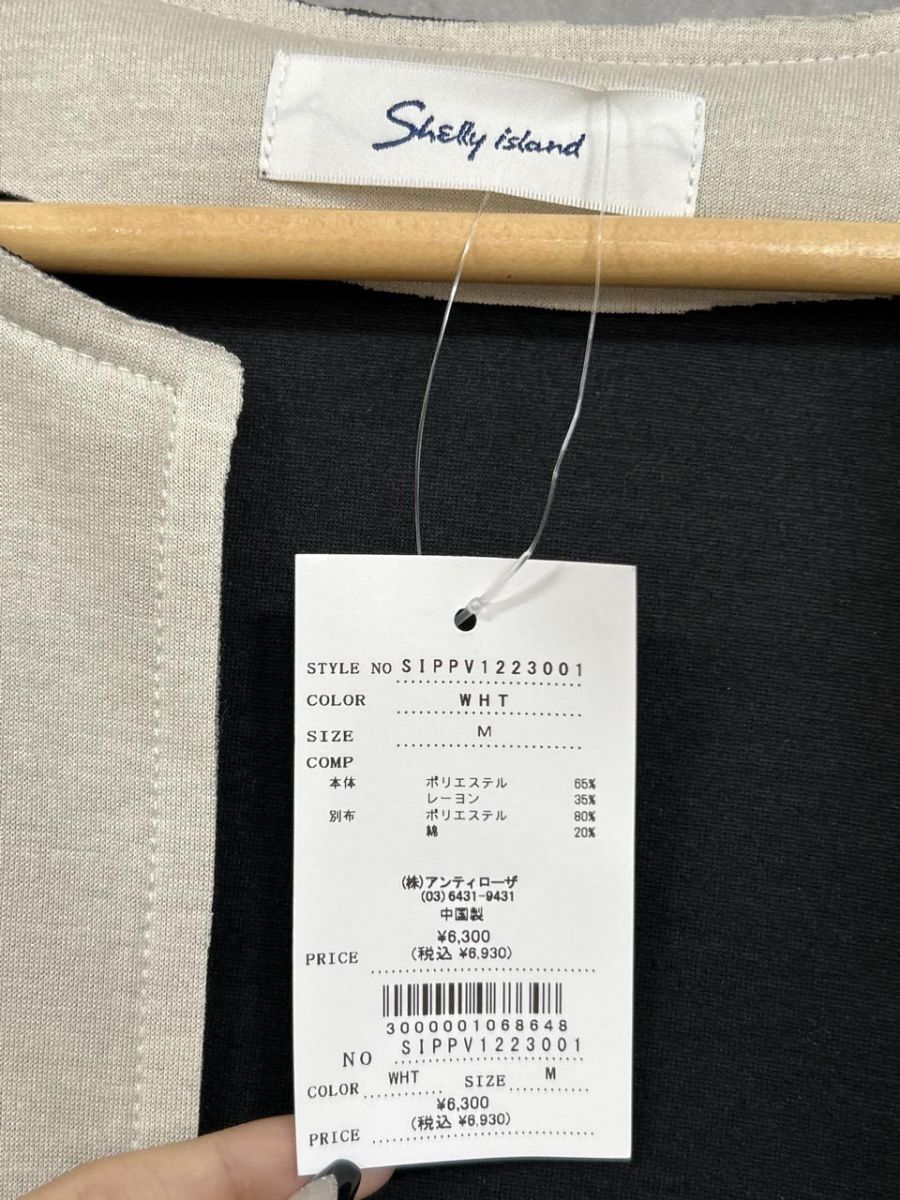 Shelly island
STYLE NO SIPPV1223001
COLOR WHT
SIZE M
COMP
本体 ポリエステル 65%
レーヨン 35%
別布 ポリエステル 80%
綿 20%
(株)アンティローザ
(03)6431-9431
中国製
¥6,300
PRICE (税込 ¥6,930)
3000001068648
NO SIPPV1223001
COLOR WHT SIZE M
¥6,300
(税込 ¥6,930)
PRICE